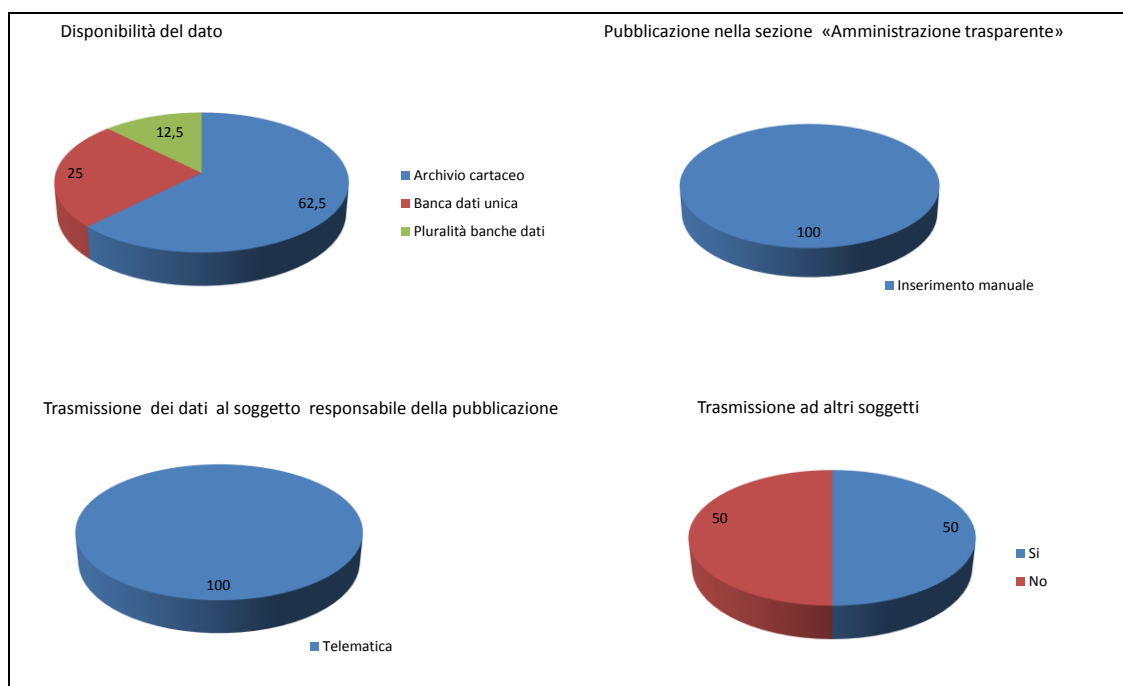 Disponibilità del dato
12,5
25
62,5
Archivio cartaceo
Banca dati unica
Pluralità banche dati
Pubblicazione nella sezione «Amministrazione trasparente»
100
Inserimento manuale
Trasmissione dei dati al soggetto responsabile della pubblicazione
100
Telematica
Trasmissione ad altri soggetti
50
50
Si
No